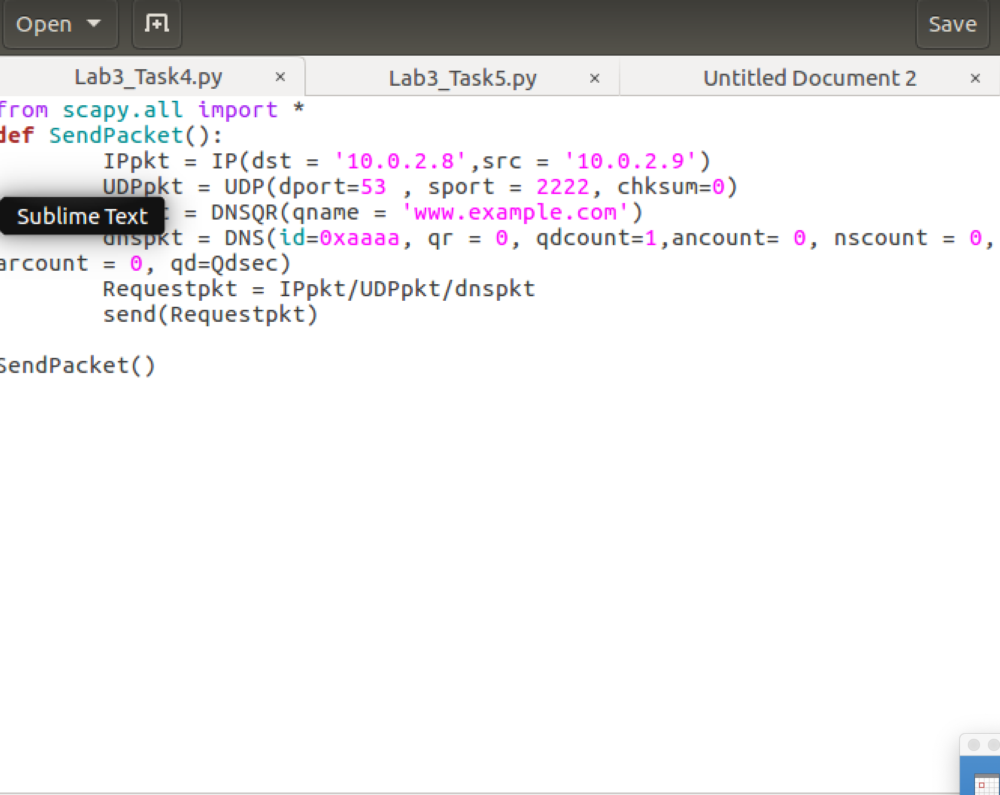 Open
Save
Lab3_Task4.py × Lab3_Task5.py × Untitled Document 2 ×
from scapy.all import *
def SendPacket():
IPpkt = IP(dst = '10.0.2.8',src = '10.0.2.9')
UDPpkt = UDP(dport=53 , sport = 2222, chksum=0)
Sublime Text
= DNSQR(qname = 'www.example.com')
dnspkt = DNS(id=0xaaaa, qr = 0, qdcount=1,ancount= 0, nscount = 0,
arcount = 0, qd=Qdsec)
Requestpkt = IPpkt/UDPpkt/dnspkt
send(Requestpkt)
SendPacket()